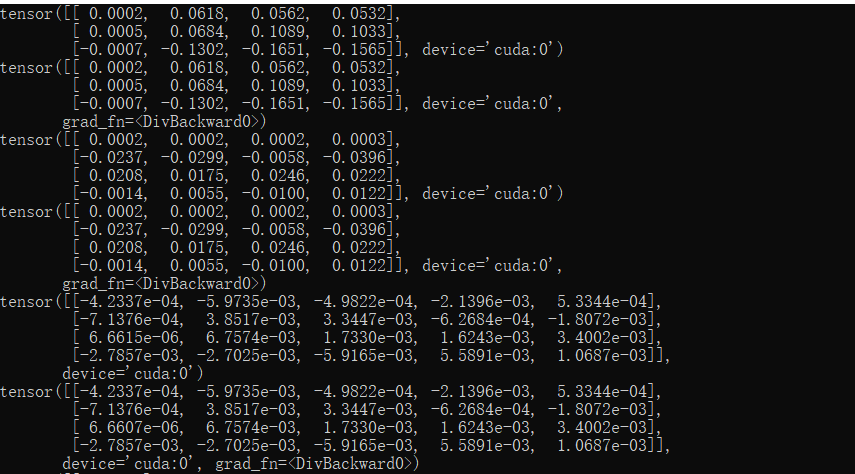 tensor([[ 0.0002,  0.0618,  0.0562,  0.0532],
        [ 0.0005,  0.0684,  0.1089,  0.1033],
        [-0.0007, -0.1302, -0.1651, -0.1565]], device='cuda:0')
tensor([[ 0.0002,  0.0618,  0.0562,  0.0532],
        [ 0.0005,  0.0684,  0.1089,  0.1033],
        [-0.0007, -0.1302, -0.1651, -0.1565]], device='cuda:0',
       grad_fn=<DivBackward0>)
tensor([[ 0.0002,  0.0002,  0.0002,  0.0003],
        [-0.0237, -0.0299, -0.0058, -0.0396],
        [ 0.0208,  0.0175,  0.0246,  0.0222],
        [-0.0014,  0.0055, -0.0100,  0.0122]], device='cuda:0')
tensor([[ 0.0002,  0.0002,  0.0002,  0.0003],
        [-0.0237, -0.0299, -0.0058, -0.0396],
        [ 0.0208,  0.0175,  0.0246,  0.0222],
        [-0.0014,  0.0055, -0.0100,  0.0122]], device='cuda:0',
       grad_fn=<DivBackward0>)
tensor([[-4.2337e-04, -5.9735e-03, -4.9822e-04, -2.1396e-03,  5.3344e-04],
        [-7.1376e-04,  3.8517e-03,  3.3447e-03, -6.2684e-04, -1.8072e-03],
        [ 6.6615e-06,  6.7574e-03,  1.7330e-03,  1.6243e-03,  3.4002e-03],
        [-2.7857e-03, -2.7025e-03, -5.9165e-03,  5.5891e-03,  1.0687e-03]],
       device='cuda:0')
tensor([[-4.2337e-04, -5.9735e-03, -4.9822e-04, -2.1396e-03,  5.3344e-04],
        [-7.1376e-04,  3.8517e-03,  3.3447e-03, -6.2684e-04, -1.8072e-03],
        [ 6.6607e-06,  6.7574e-03,  1.7330e-03,  1.6243e-03,  3.4002e-03],
        [-2.7857e-03, -2.7025e-03, -5.9165e-03,  5.5891e-03,  1.0687e-03]],
       device='cuda:0', grad_fn=<DivBackward0>)